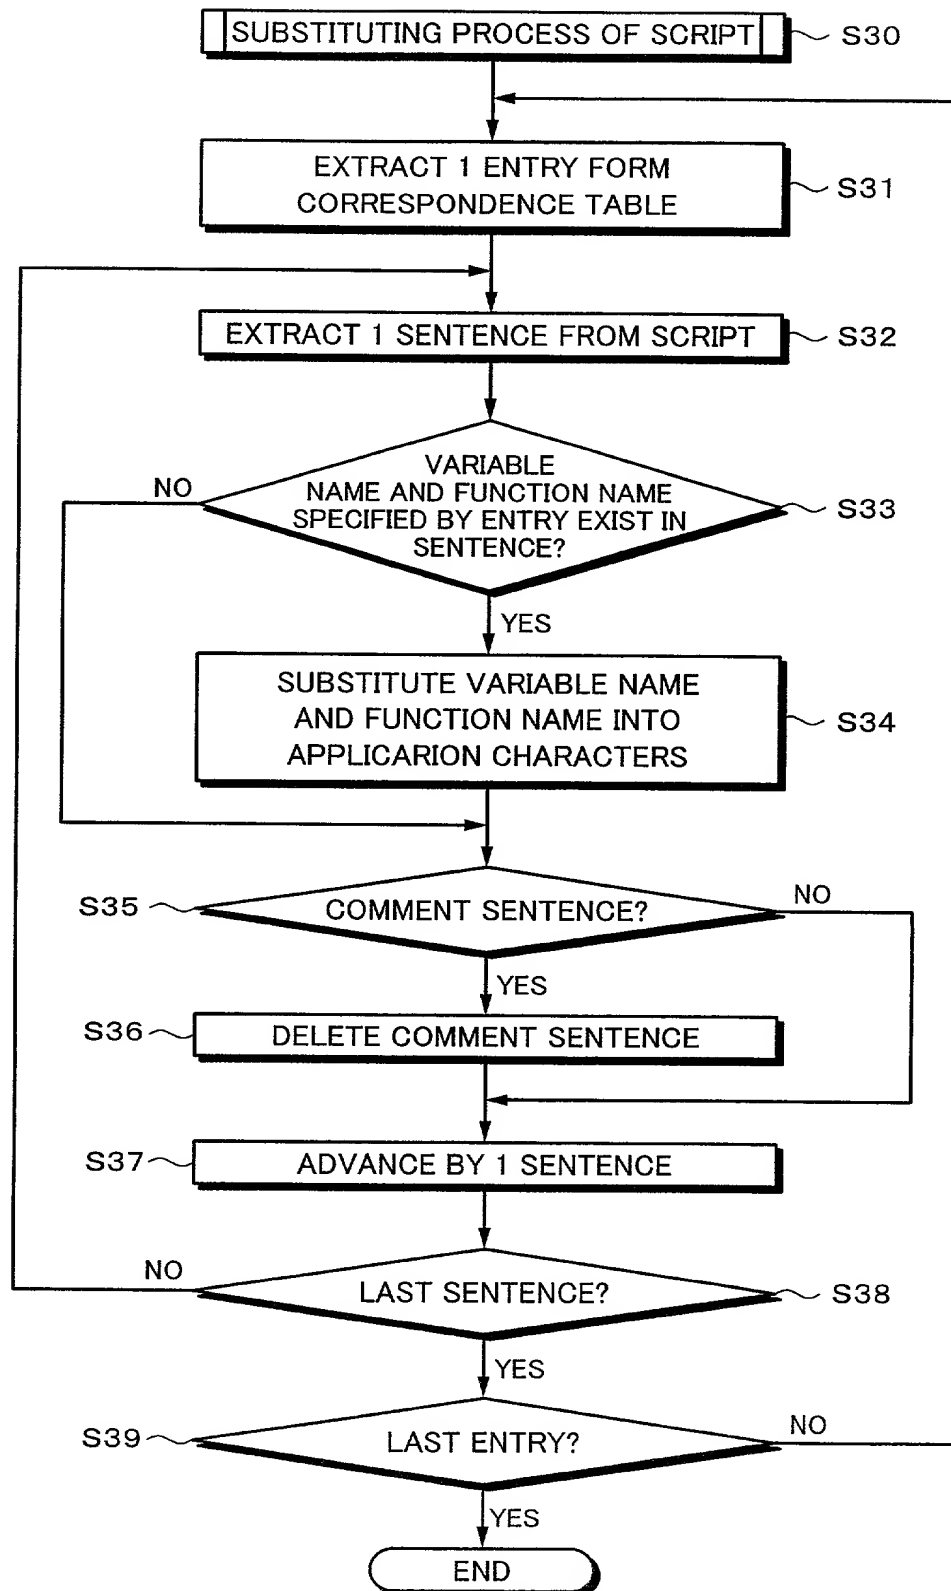 SUBSTITUTING PROCESS OF SCRIPT
S30
EXTRACT 1 ENTRY FORM
CORRESPONDENCE TABLE
S31
EXTRACT 1 SENTENCE FROM SCRIPT
S32
VARIABLE
NAME AND FUNCTION NAME
SPECIFIED BY ENTRY EXIST IN
SENTENCE?
NO
S33
YES
SUBSTITUTE VARIABLE NAME
AND FUNCTION NAME INTO
APPLICARION CHARACTERS
S34
S35
COMMENT SENTENCE?
NO
YES
S36
DELETE COMMENT SENTENCE
S37
ADVANCE BY 1 SENTENCE
NO
LAST SENTENCE?
S38
YES
S39
LAST ENTRY?
NO
YES
END